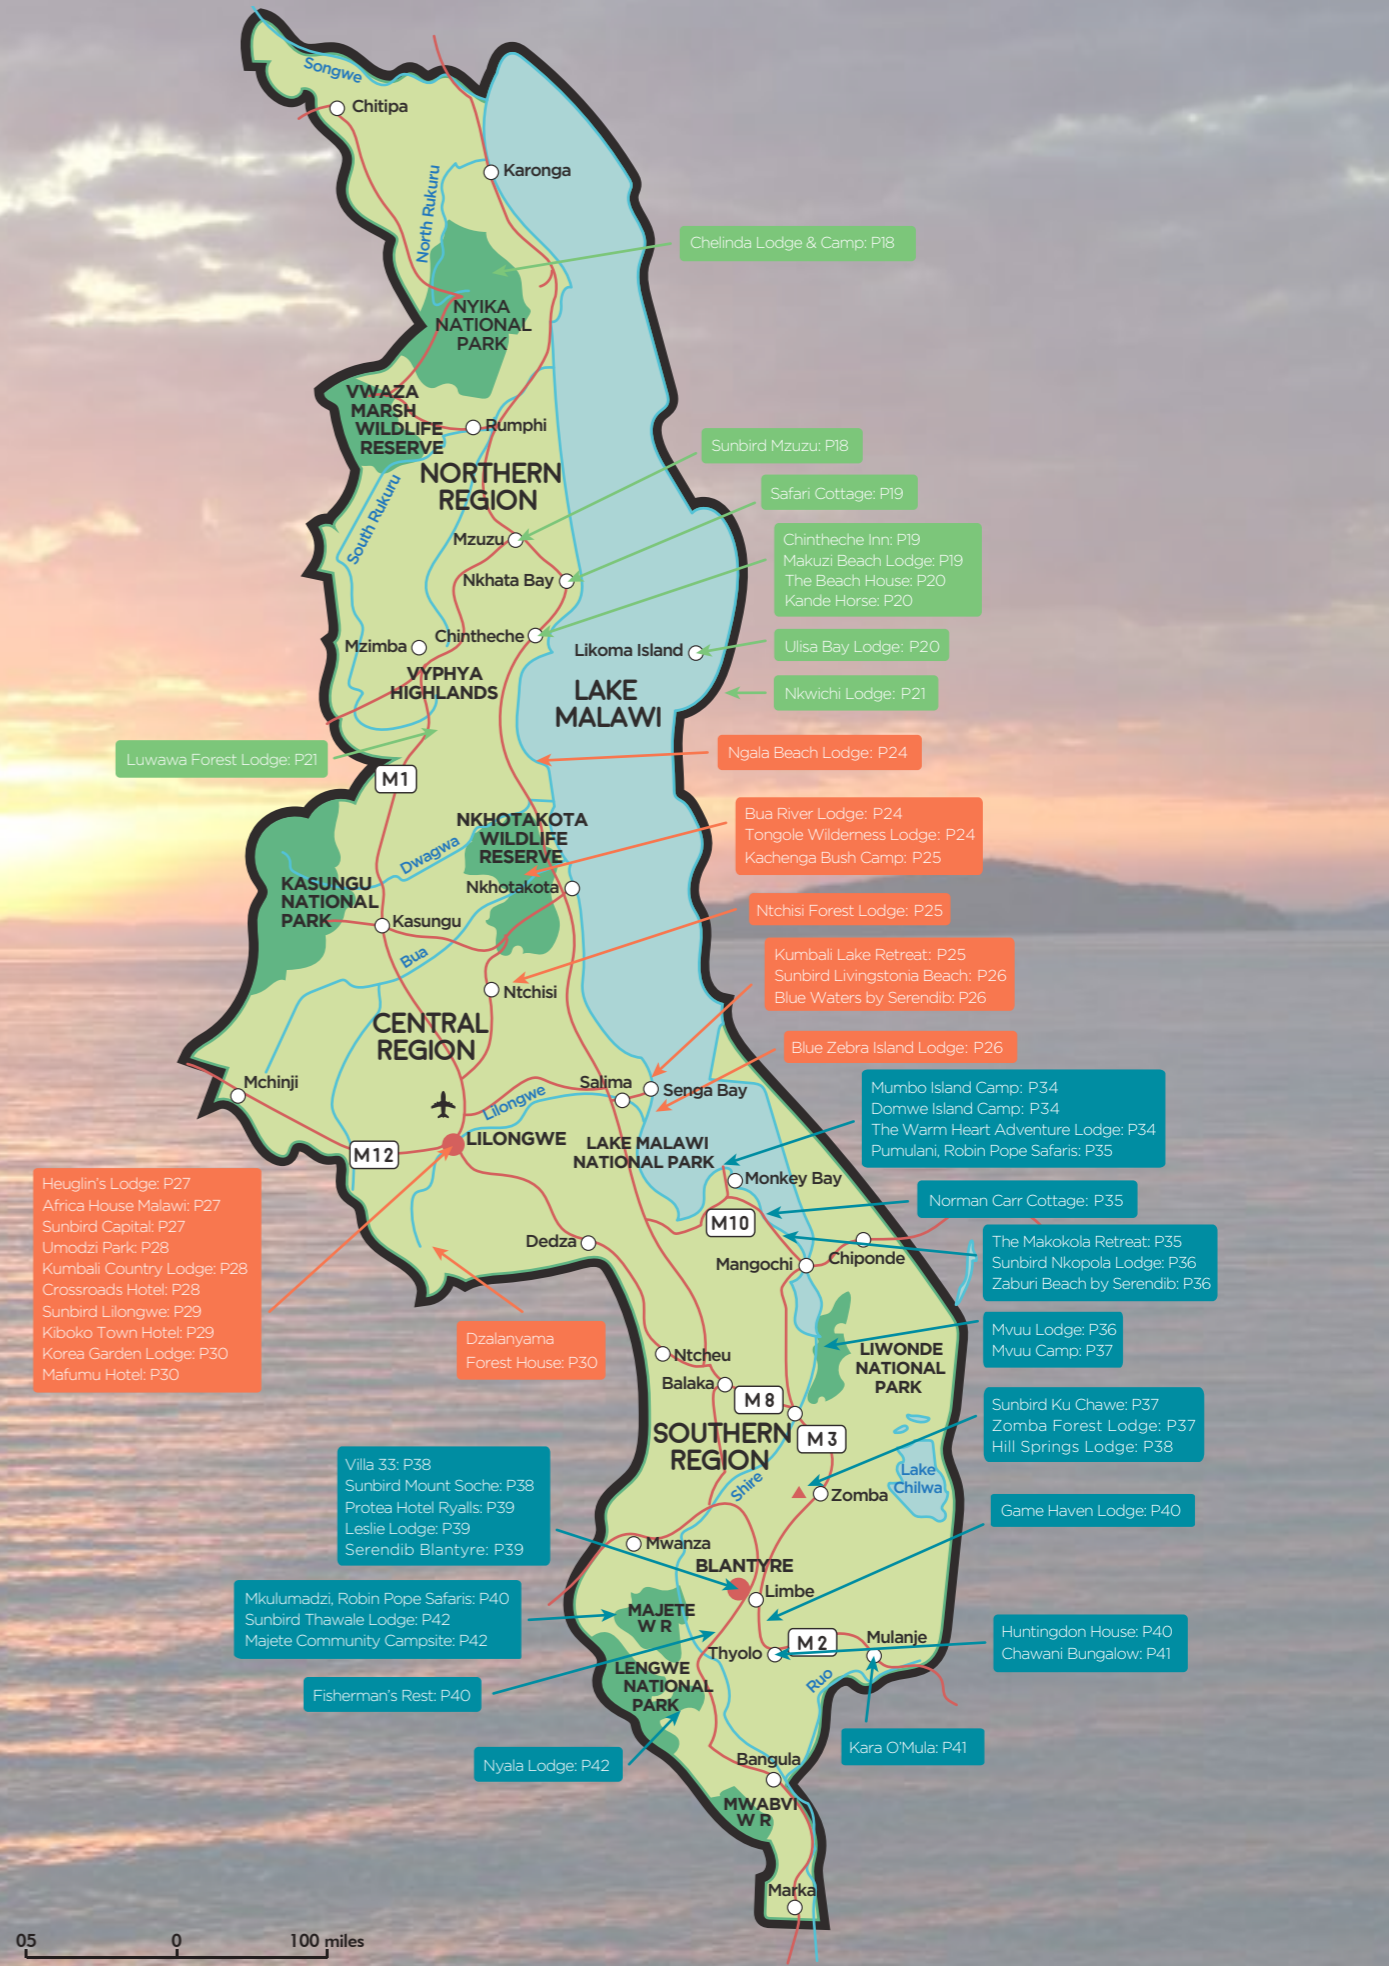 Songwe
Chitipa
Karonga
North Rukuru
Chelinda Lodge & Camp: P18
NYIKA
NATIONAL
PARK
VWAZA
MARSH
WILDLIFE
RESERVE
Rumphi
Sunbird Mzuzu: P18
NORTHERN
REGION
South Rukuru
Safari Cottage: P19
Mzuzu
Chintheche Inn: P19
Makuzi Beach Lodge: P19
The Beach House: P20
Kande Horse: P20
Nkhata Bay
Chintheche
Mzimba
Likoma Island
Ulisa Bay Lodge: P20
VYPHYA
HIGHLANDS
LAKE
MALAWI
Nkwichi Lodge: P21
Luwawa Forest Lodge: P21
Ngala Beach Lodge: P24
M1
NKHOTAKOTA
WILDLIFE
RESERVE
Bua River Lodge: P24
Tongole Wilderness Lodge: P24
Kachenga Bush Camp: P25
Dwagwa
KASUNGU
NATIONAL
PARK
Nkhotakota
Kasungu
Ntchisi Forest Lodge: P25
Bua
Kumbali Lake Retreat: P25
Sunbird Livingstonia Beach: P26
Blue Waters by Serendib: P26
Ntchisi
CENTRAL
REGION
Blue Zebra Island Lodge: P26
Mchinji
Salima
Senga Bay
Lilongwe
Mumbo Island Camp: P34
Domwe Island Camp: P34
The Warm Heart Adventure Lodge: P34
Pumulani, Robin Pope Safaris: P35
LILONGWE
M12
LAKE MALAWI
NATIONAL PARK
Monkey Bay
Heuglin's Lodge: P27
Africa House Malawi: P27
Sunbird Capital: P27
Umodzi Park: P28
Kumbali Country Lodge: P28
Crossroads Hotel: P28
Sunbird Lilongwe: P29
Kiboko Town Hotel: P29
Korea Garden Lodge: P30
Mafumu Hotel: P30
Norman Carr Cottage: P35
M10
Dedza
The Makokola Retreat: P35
Sunbird Nkopola Lodge: P36
Zaburi Beach by Serendib: P36
Mangochi
Chiponde
Dzalanyama
Forest House: P30
Mvuu Lodge: P36
Mvuu Camp: P37
LIWONDE
NATIONAL
PARK
Ntcheu
Balaka
M 8
M 3
SOUTHERN
REGION
Sunbird Ku Chawe: P37
Zomba Forest Lodge: P37
Hill Springs Lodge: P38
Villa 33: P38
Sunbird Mount Soche: P38
Protea Hotel Ryalls: P39
Leslie Lodge: P39
Serendib Blantyre: P39
Lake
Chilwa
Shire
Zomba
Game Haven Lodge: P40
Mwanza
BLANTYRE
Limbe
Mkulumadzi, Robin Pope Safaris: P40
Sunbird Thawale Lodge: P42
Majete Community Campsite: P42
MAJETE
W R
M 2
Mulanje
Huntingdon House: P40
Chawani Bungalow: P41
Thyolo
LENGWE
NATIONAL
PARK
Ruo
Fisherman's Rest: P40
Kara O'Mula: P41
Nyala Lodge: P42
Bangula
MWABVI
W R
Marka
05 0 100 miles